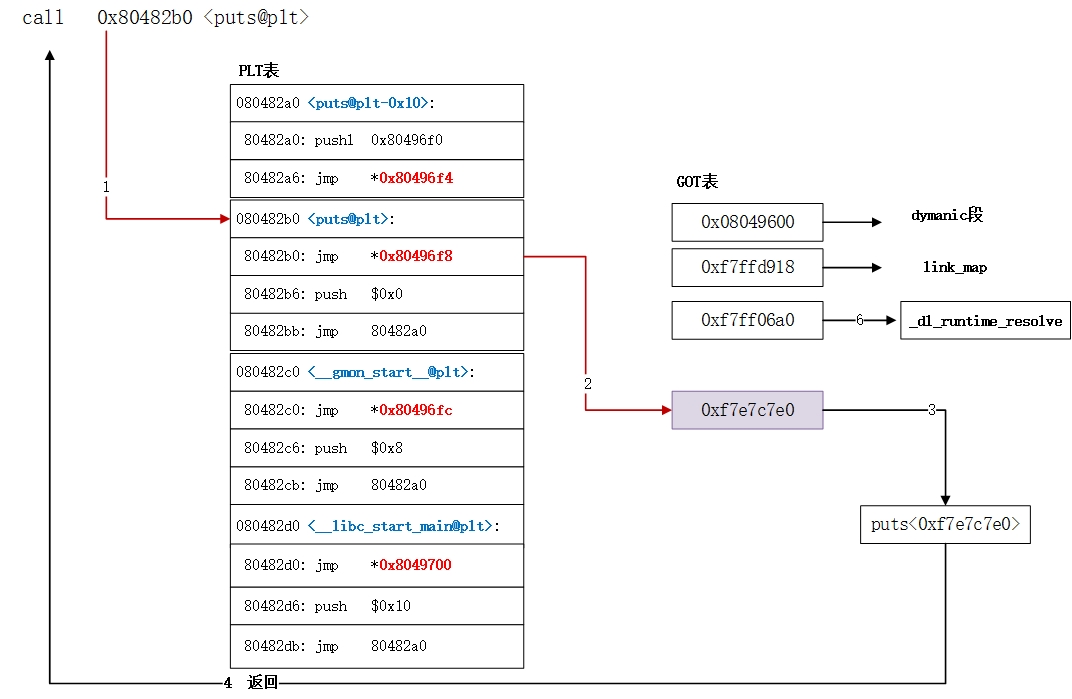 call 0x80482b0 <puts@plt>
PLT表
080482a0 <puts@plt-0x10>:
80482a0: pushl 0x80496f0
80482a6: jmp *0x80496f4
1
080482b0 <puts@plt>:
80482b0: jmp *0x80496f8
80482b6: push $0x0
80482bb: jmp 80482a0
080482c0 <__gmon_start__@plt>:
80482c0: jmp *0x80496fc
80482c6: push $0x8
80482cb: jmp 80482a0
080482d0 <__libc_start_main@plt>:
80482d0: jmp *0x8049700
80482d6: push $0x10
80482db: jmp 80482a0
GOT表
0x08049600
dymanic段
0xf7ffd918
link_map
0xf7ff06a0
6
_dl_runtime_resolve
2
0xf7e7c7e0
3
puts<0xf7e7c7e0>
4 返回